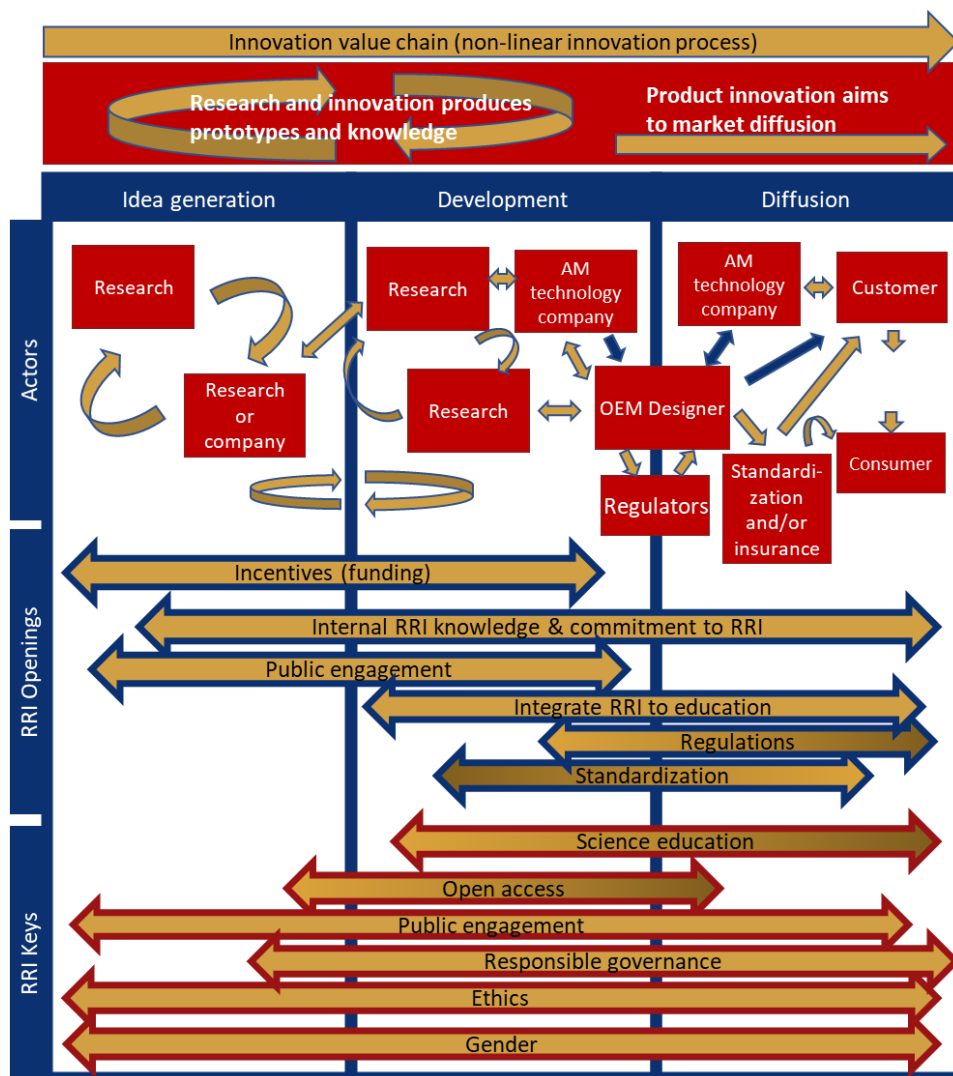 Innovation value chain (non-linear innovation process)
Research and innovation produces
prototypes and knowledge
Product innovation aims
to market diffusion
Idea generation
Development
Diffusion
Actors
Research
Research
or
company
Research
AM
technology
company
Research
OEM Designer
Regulators
AM
technology
company
Customer
Standardi-
zation
and/or
insurance
Consumer
RRI Openings
Incentives (funding)
Internal RRI knowledge & commitment to RRI
Public engagement
Integrate RRI to education
Regulations
Standardization
RRI Keys
Science education
Open access
Public engagement
Responsible governance
Ethics
Gender